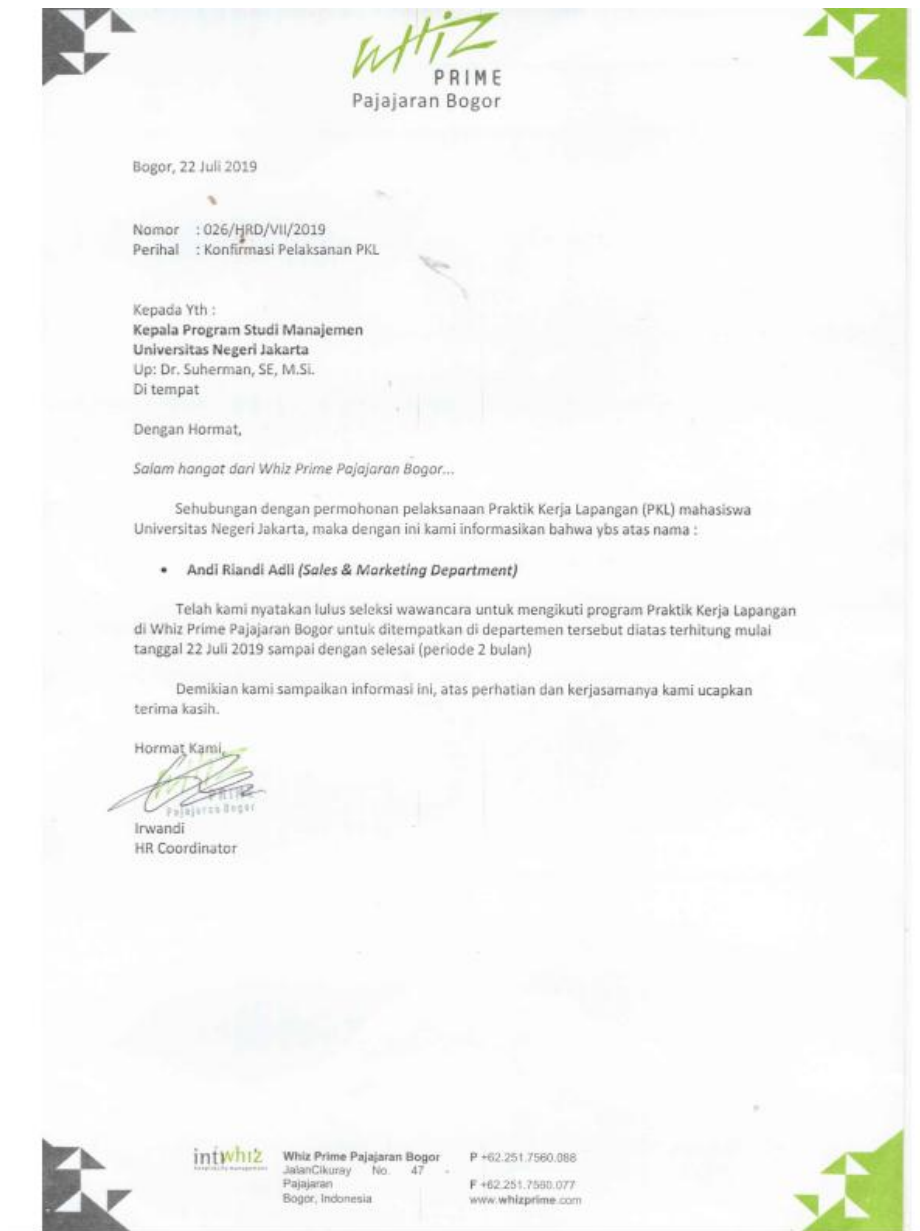 whiz
PRIME
Pajajaran Bogor
Bogor, 22 Juli 2019
Nomor : 026/HRD/VII/2019
Perihal : Konfirmasi Pelaksanan PKL
Kepada Yth :
Kepala Program Studi Manajemen
Universitas Negeri Jakarta
Up: Dr. Suherman, SE, M.Si.
Di tempat
Dengan Hormat,
Salam hangat dari Whiz Prime Pajajaran Bogor...
Sehubungan dengan permohonan pelaksanaan Praktik Kerja Lapangan (PKL) mahasiswa
Universitas Negeri Jakarta, maka dengan ini kami informasikan bahwa ybs atas nama :
• Andi Riandi Adli (Sales & Marketing Department)
Telah kami nyatakan lulus seleksi wawancara untuk mengikuti program Praktik Kerja Lapangan
di Whiz Prime Pajajaran Bogor untuk ditempatkan di departemen tersebut diatas terhitung mulai
tanggal 22 Juli 2019 sampai dengan selesai (periode 2 bulan)
Demikian kami sampaikan informasi ini, atas perhatian dan kerjasamanya kami ucapkan
terima kasih.
Hormat Kami,
whiz
PRIME
Pajajaran Bogor
Irwandi
HR Coordinator
intiwhiz
hospitality management
Whiz Prime Pajajaran Bogor
JalanCikuray No. 47 -
Pajajaran
Bogor, Indonesia
P +62.251.7560.088
F +62.251.7560.077
www.whizprime.com